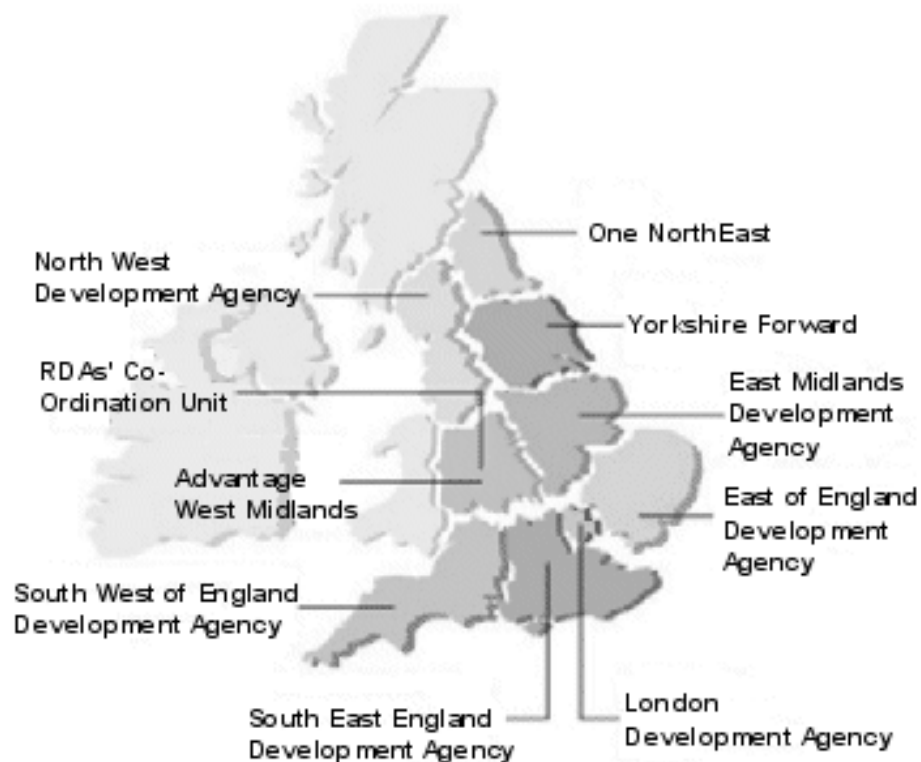 One NorthEast
North West
Development Agency
Yorkshire Forward
RDAs' Co-
Ordination Unit
East Midlands
Development
Agency
Advantage
West Midlands
East of England
Development
Agency
South West of England
Development Agency
South East England
Development Agency
London
Development Agency